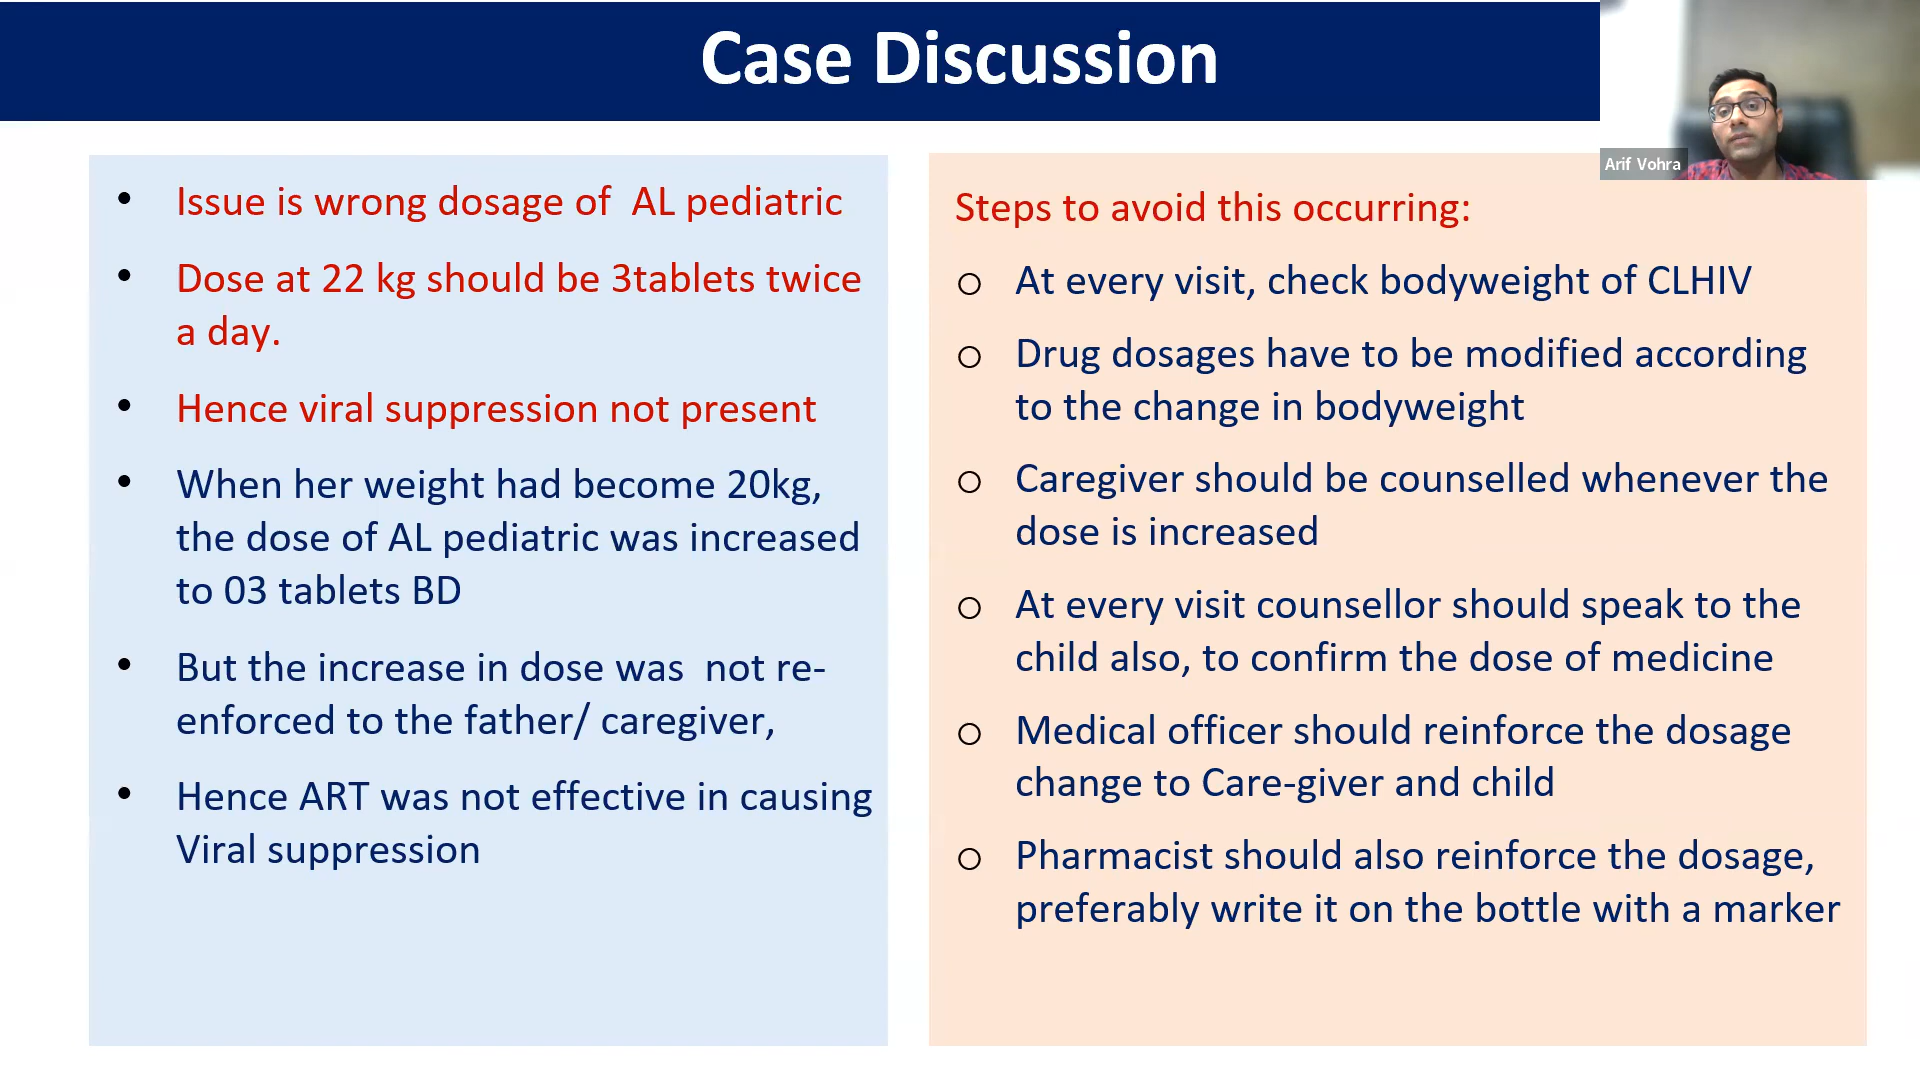 Case Discussion
Arif Vohra
• Issue is wrong dosage of AL pediatric
• Dose at 22 kg should be 3tablets twice
a day.
• Hence viral suppression not present
• When her weight had become 20kg,
the dose of AL pediatric was increased
to 03 tablets BD
• But the increase in dose was not re-
enforced to the father/ caregiver,
• Hence ART was not effective in causing
Viral suppression
Steps to avoid this occurring:
o At every visit, check bodyweight of CLHIV
o Drug dosages have to be modified according
to the change in bodyweight
o Caregiver should be counselled whenever the
dose is increased
o At every visit counsellor should speak to the
child also, to confirm the dose of medicine
o Medical officer should reinforce the dosage
change to Care-giver and child
o Pharmacist should also reinforce the dosage,
preferably write it on the bottle with a marker